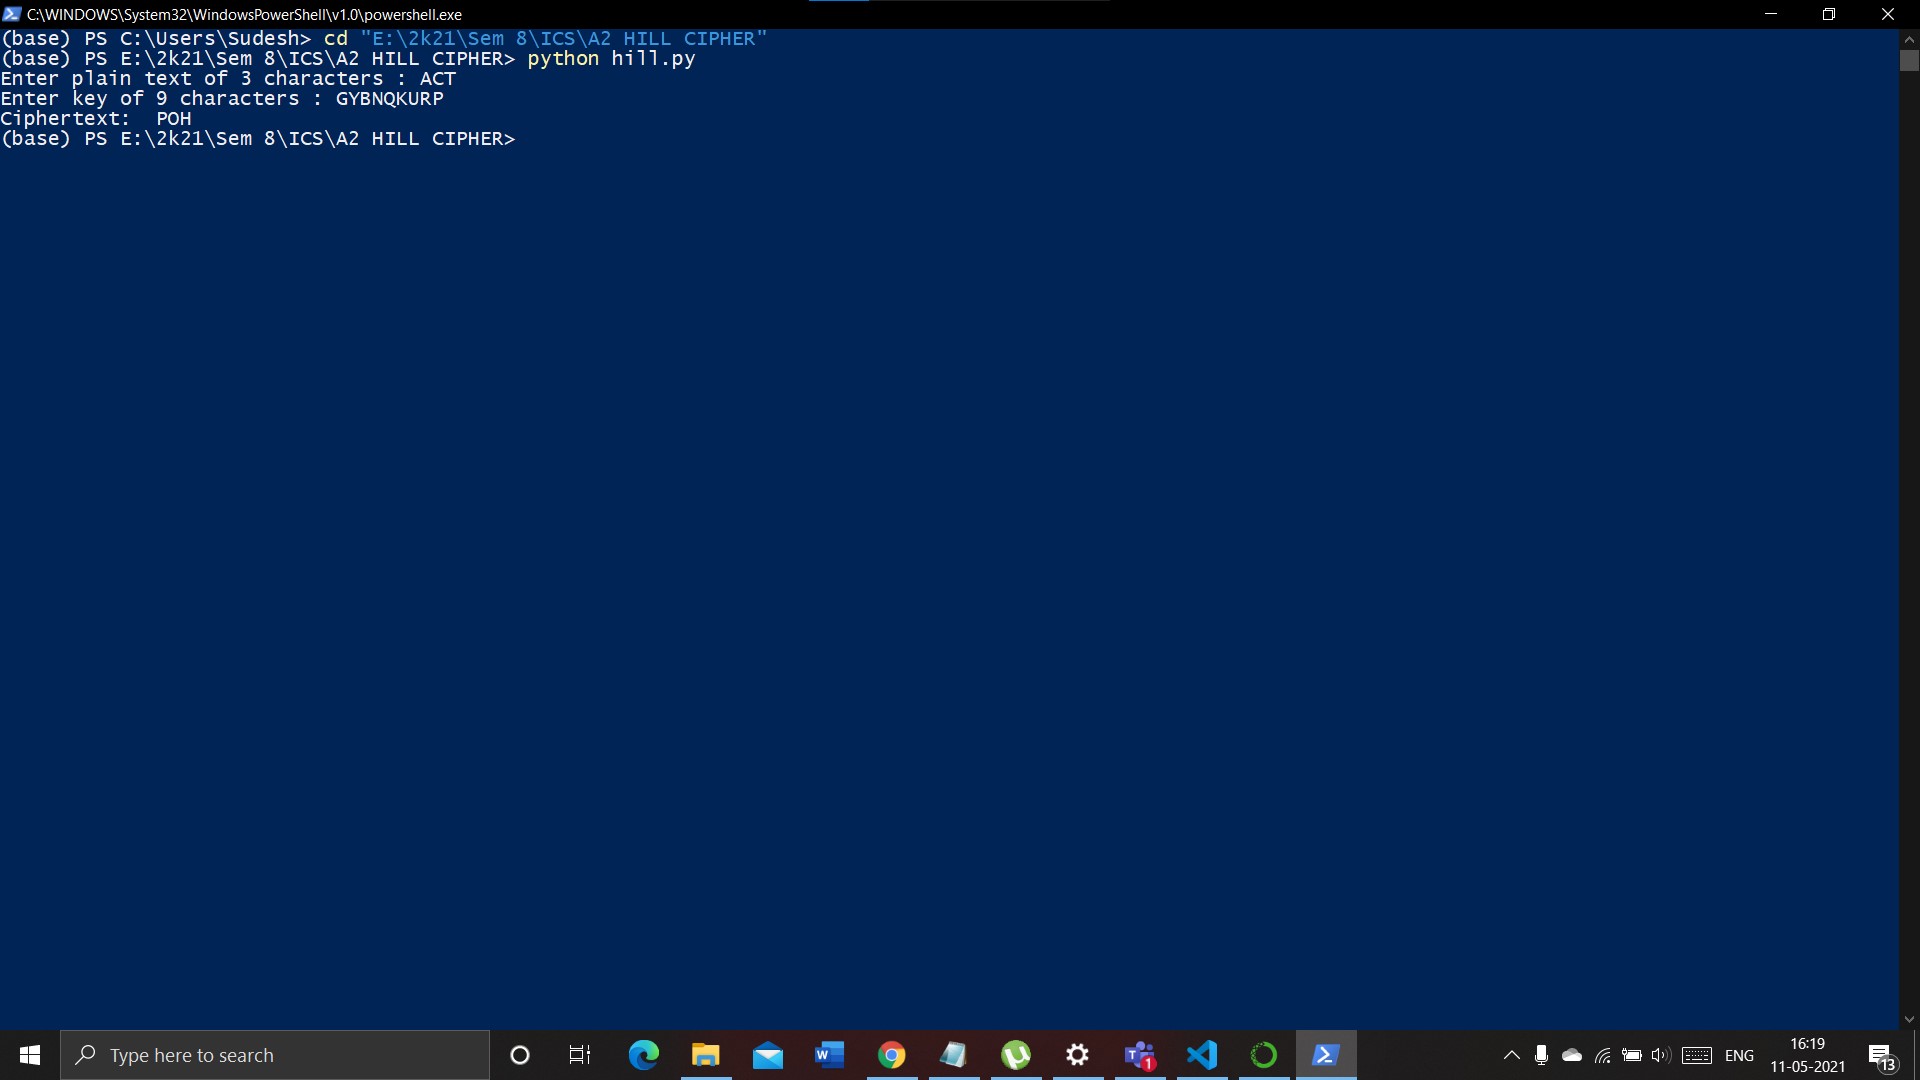 C:\WINDOWS\System32\WindowsPowerShell\v1.0\powershell.exe
(base) PS C:\Users\Sudesh> cd "E:\2k21\Sem 8\ICS\A2 HILL CIPHER"
(base) PS E:\2k21\Sem 8\ICS\A2 HILL CIPHER> python hill.py
Enter plain text of 3 characters : ACT
Enter key of 9 characters : GYBNQKURP
Ciphertext:  POH
(base) PS E:\2k21\Sem 8\ICS\A2 HILL CIPHER>
Type here to search
ENG
16:19
11-05-2021
1
13